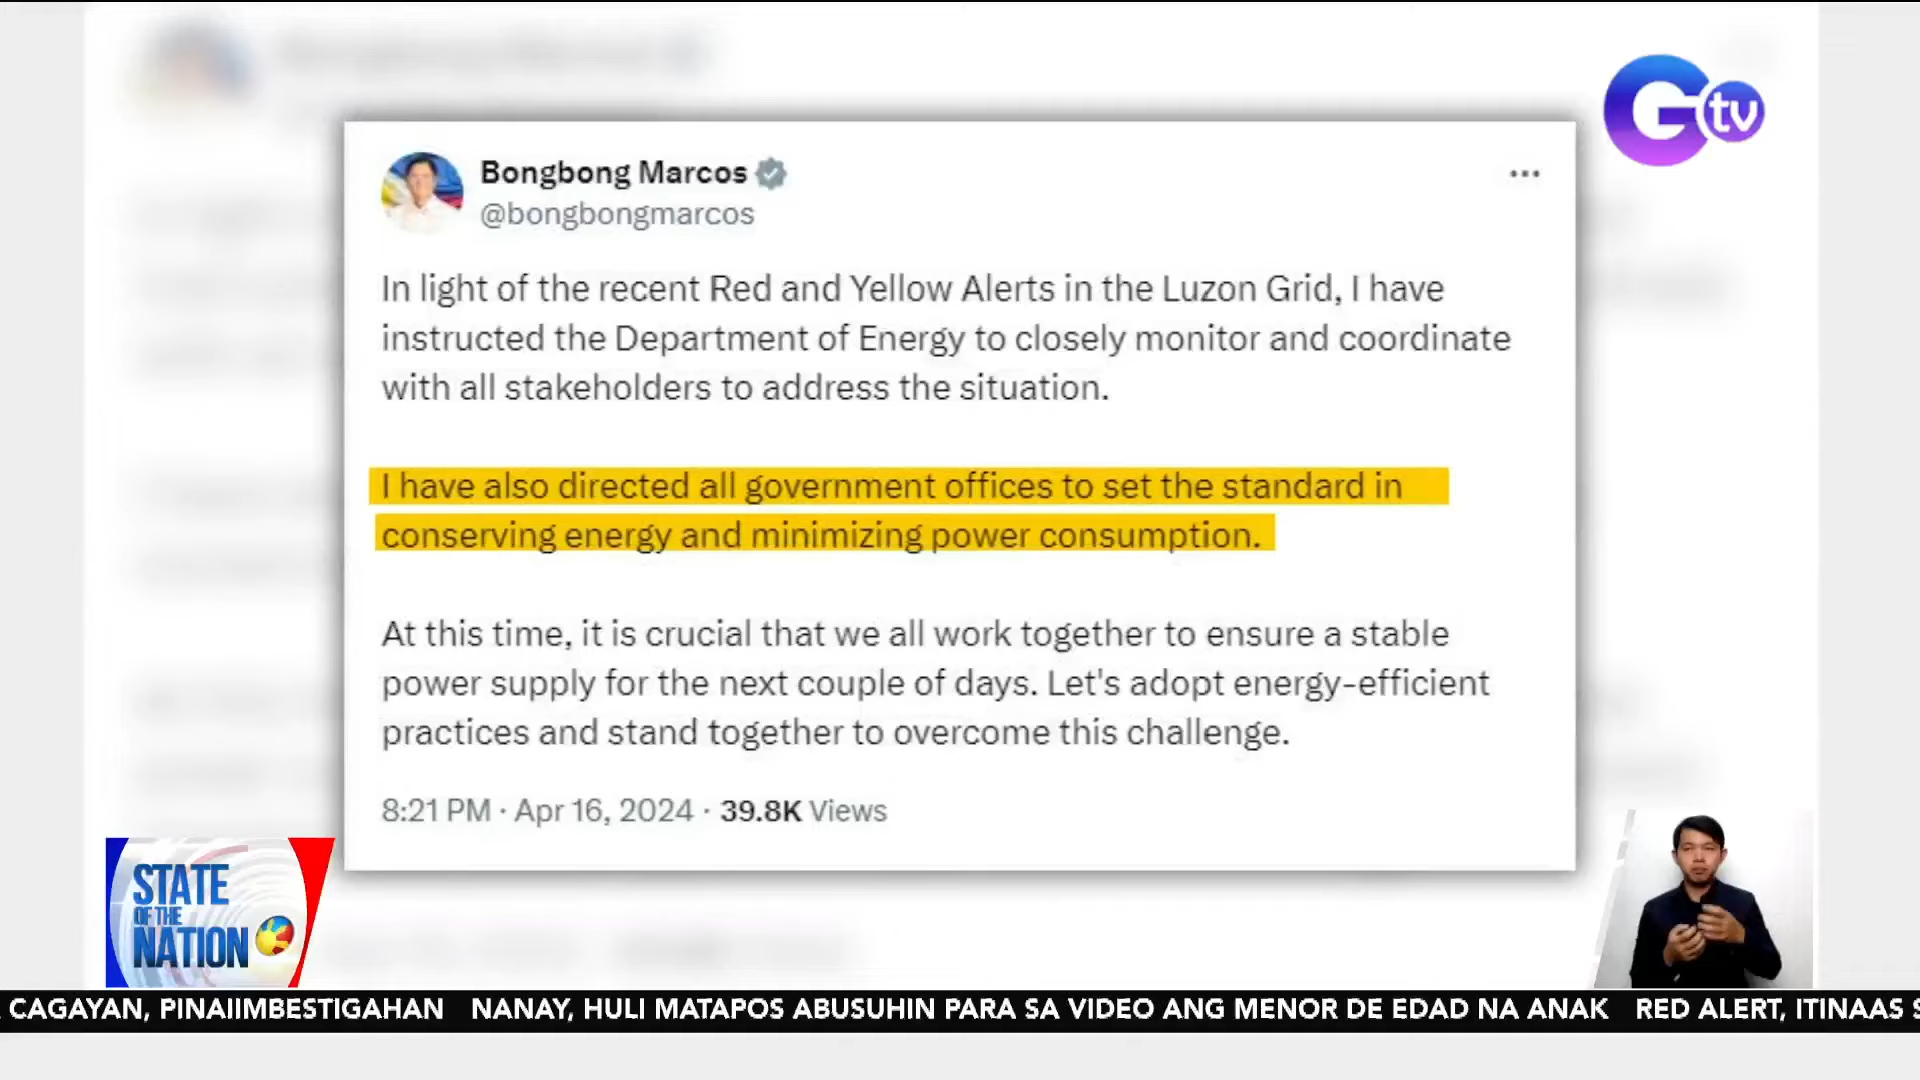 G tv
Bongbong Marcos
@bongbongmarcos
In light of the recent Red and Yellow Alerts in the Luzon Grid, I have
instructed the Department of Energy to closely monitor and coordinate
with all stakeholders to address the situation.
I have also directed all government offices to set the standard in
conserving energy and minimizing power consumption.
At this time, it is crucial that we all work together to ensure a stable
power supply for the next couple of days. Let's adopt energy-efficient
practices and stand together to overcome this challenge.
8:21 PM · Apr 16, 2024 · 39.8K Views
STATE
OF THE
NATION
CAGAYAN, PINAIIMBESTIGAHAN NANAY, HULI MATAPOS ABUSUHIN PARA SA VIDEO ANG MENOR DE EDAD NA ANAK RED ALERT, ITINAAS